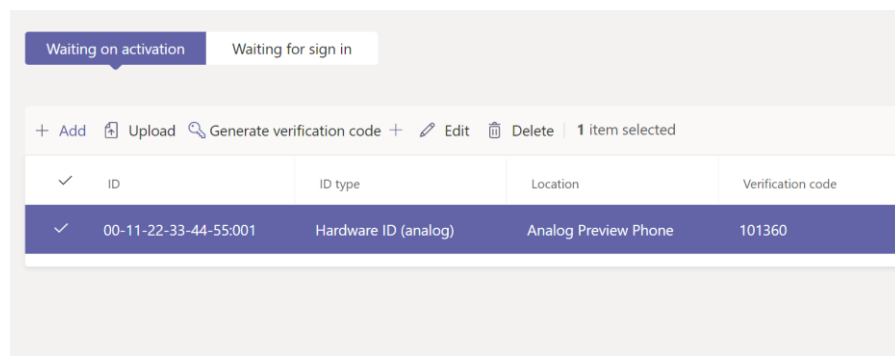 Waiting on activation Waiting for sign in
+ Add Upload Generate verification code + Edit Delete 1 item selected
ID ID type Location Verification code
00-11-22-33-44-55:001 Hardware ID (analog) Analog Preview Phone 101360